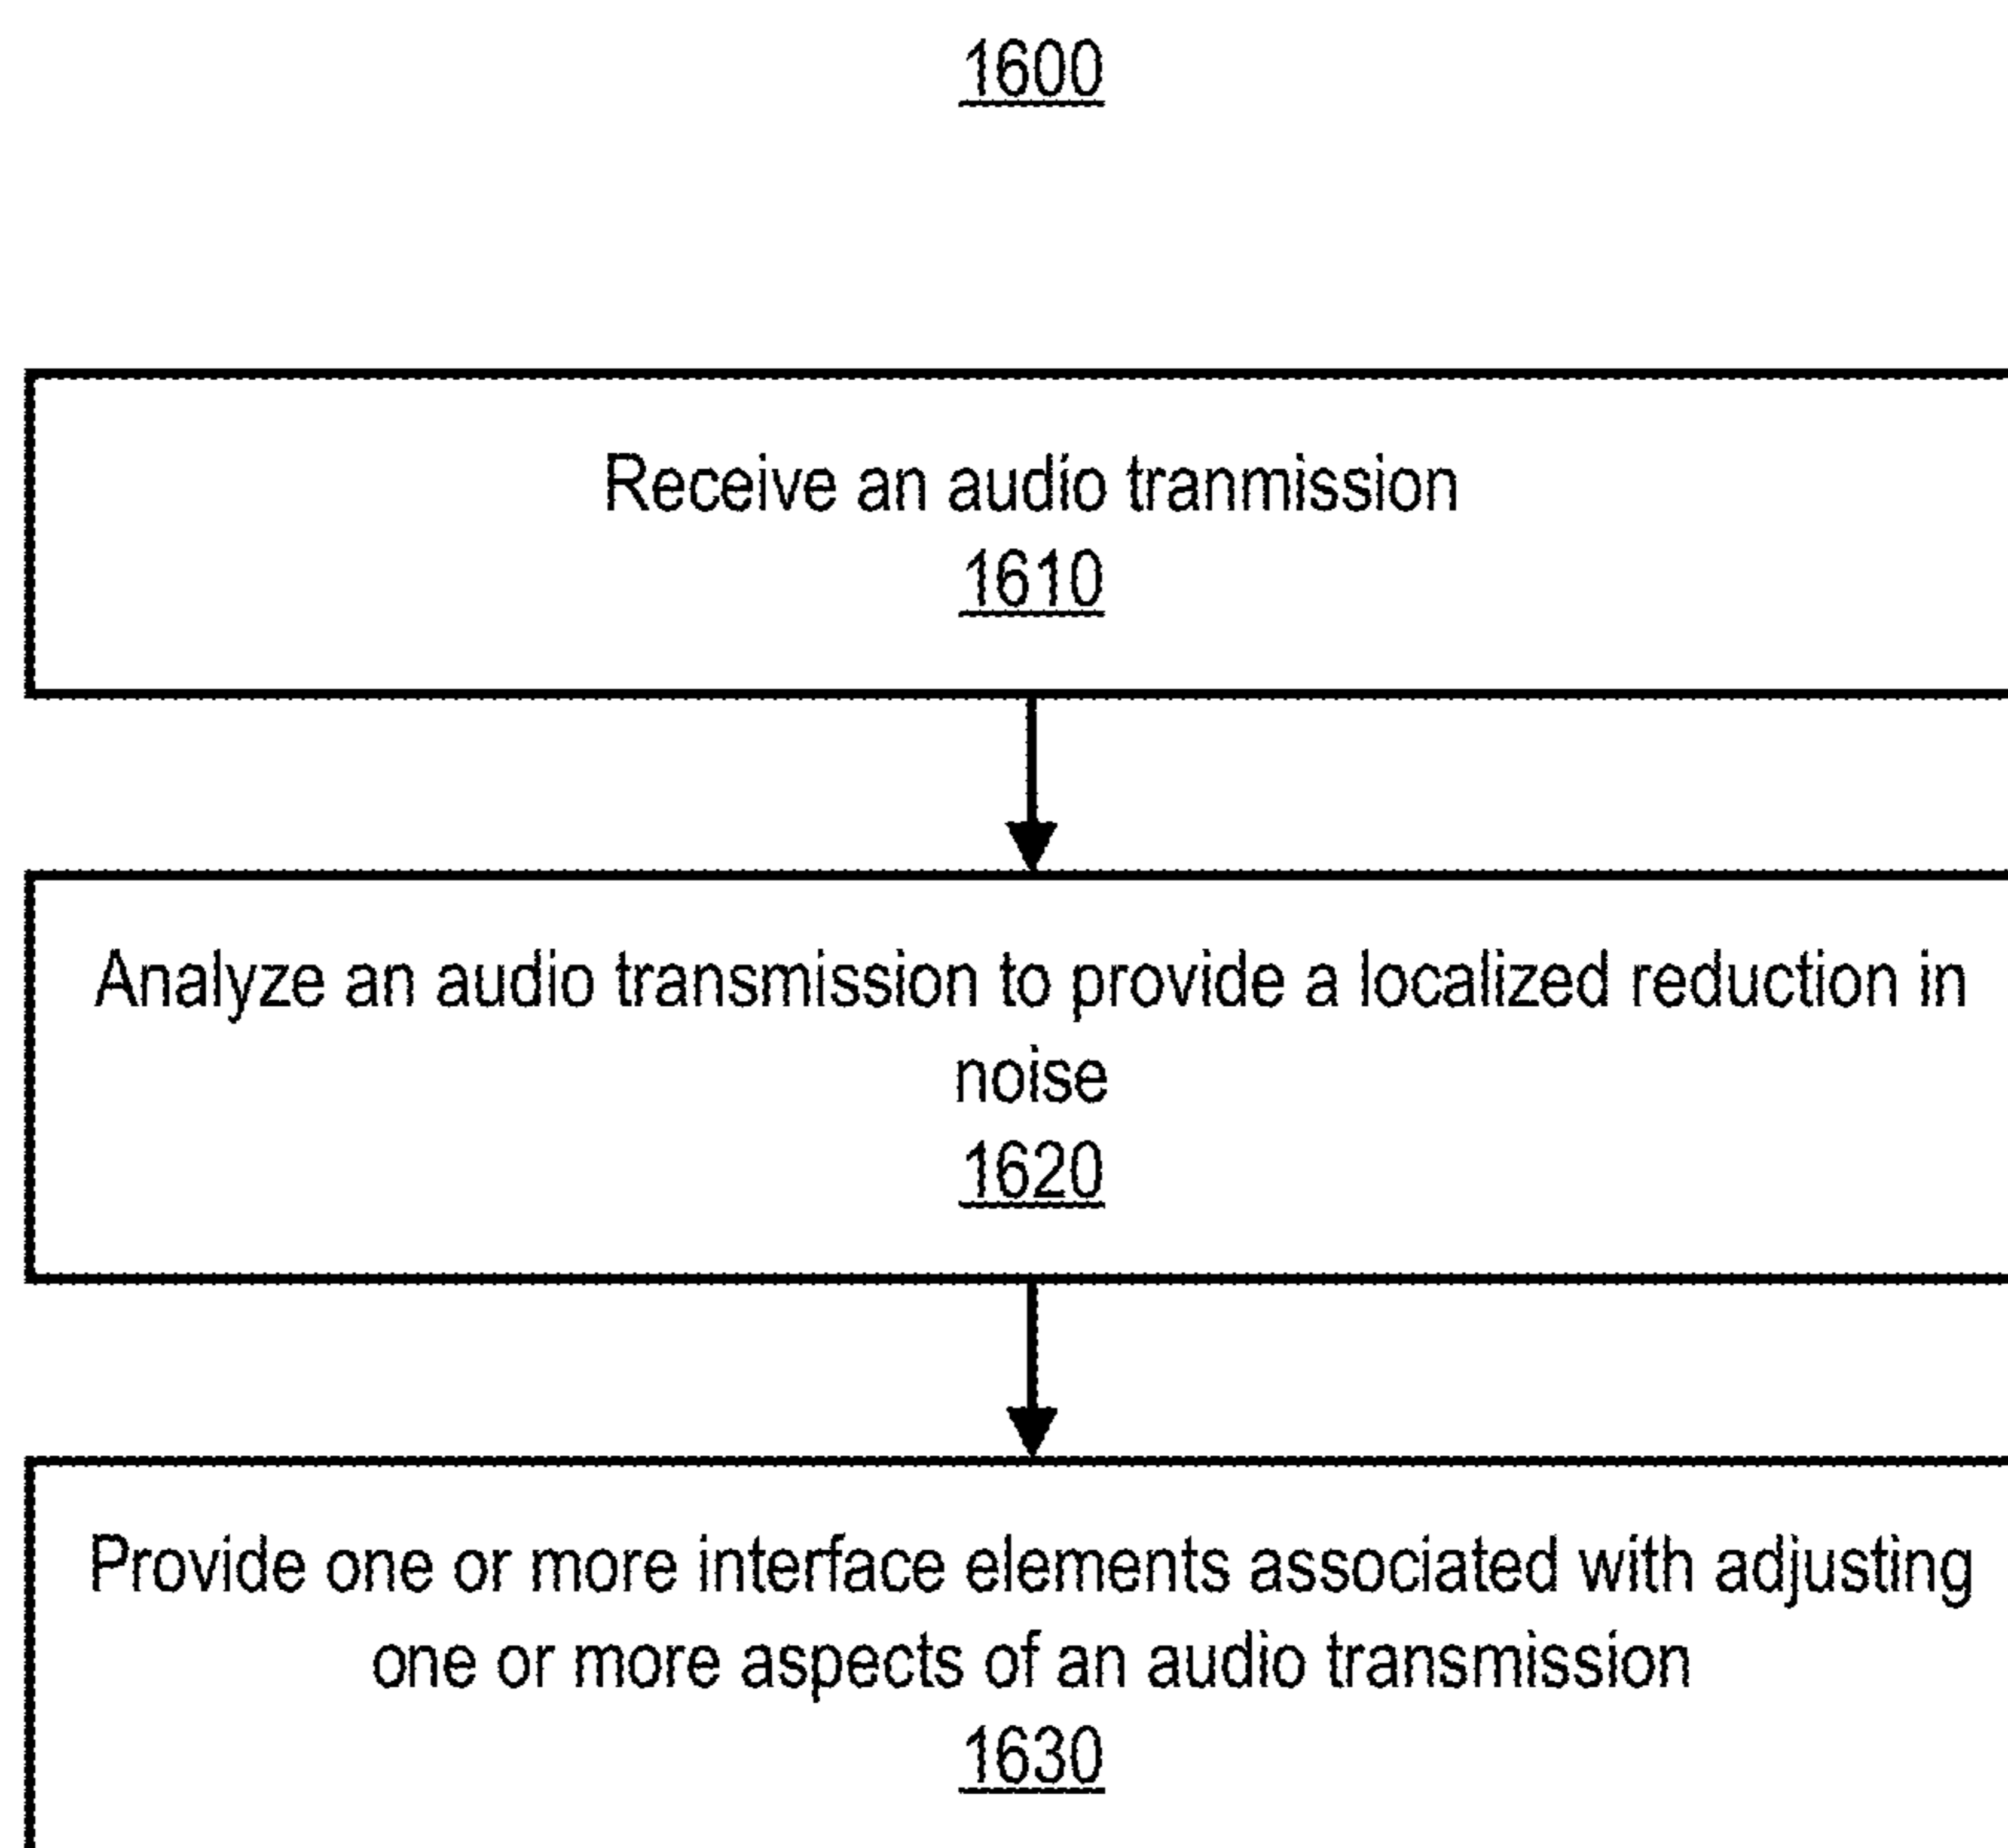 1600
Receive an audio tranmission
1610
Analyze an audio transmission to provide a localized reduction in
noise
1620
Provide one or more interface elements associated with adjusting
one or more aspects of an audio transmission
1630